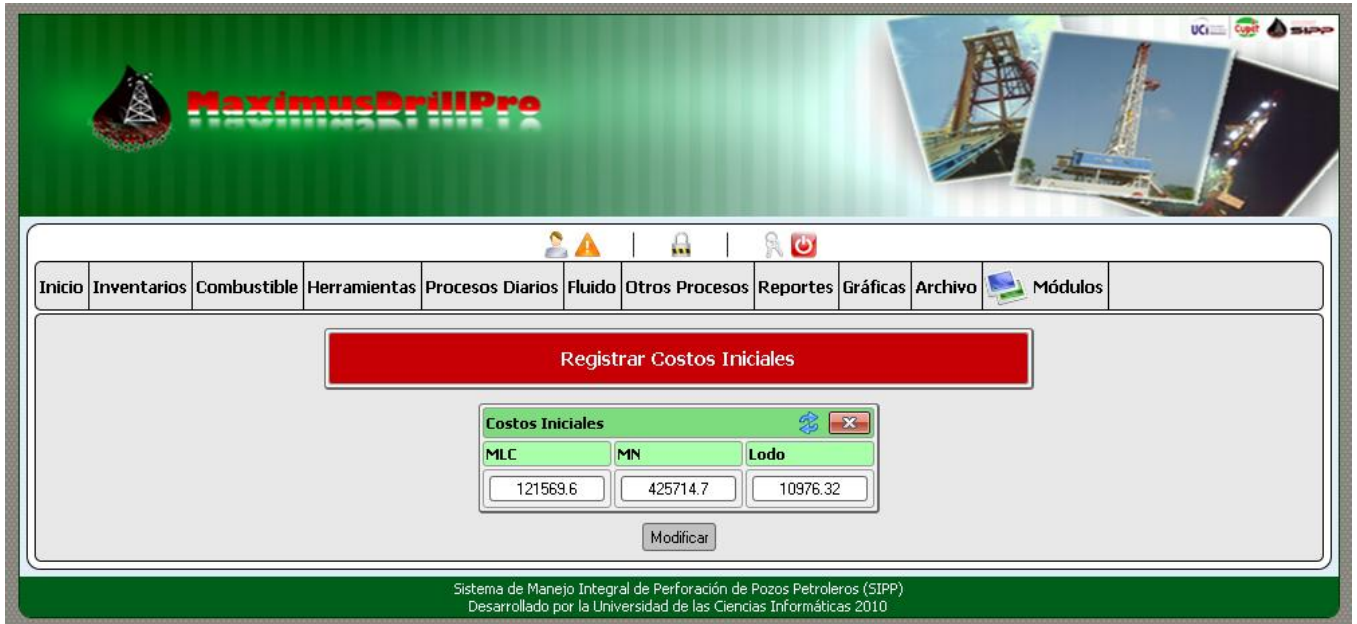 UCi Cupet SIPP
MaximusDrillPro
Inicio Inventarios Combustible Herramientas Procesos Diarios Fluido Otros Procesos Reportes Gráficas Archivo Módulos
Registrar Costos Iniciales
Costos Iniciales
MLC MN Lodo
121569.6 425714.7 10976.32
Modificar
Sistema de Manejo Integral de Perforación de Pozos Petroleros (SIPP)
Desarrollado por la Universidad de las Ciencias Informáticas 2010